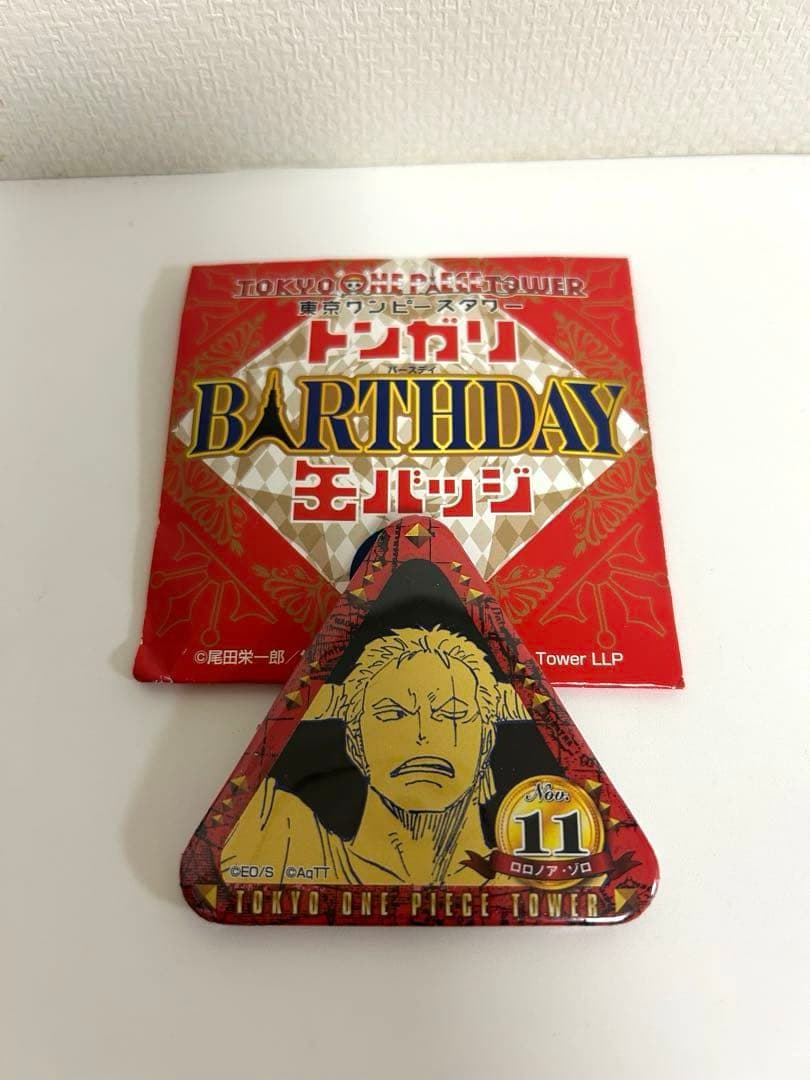 TOKYO ONE PIECE TOWER
東京ワンピースタワー
トンガリ
バースデイ
BIRTHDAY
缶バッジ
©尾田栄一郎／
Tower LLP
Nov.
11
ロロノア・ゾロ
©EO/S ©AqTT
TOKYO ONE PIECE TOWER